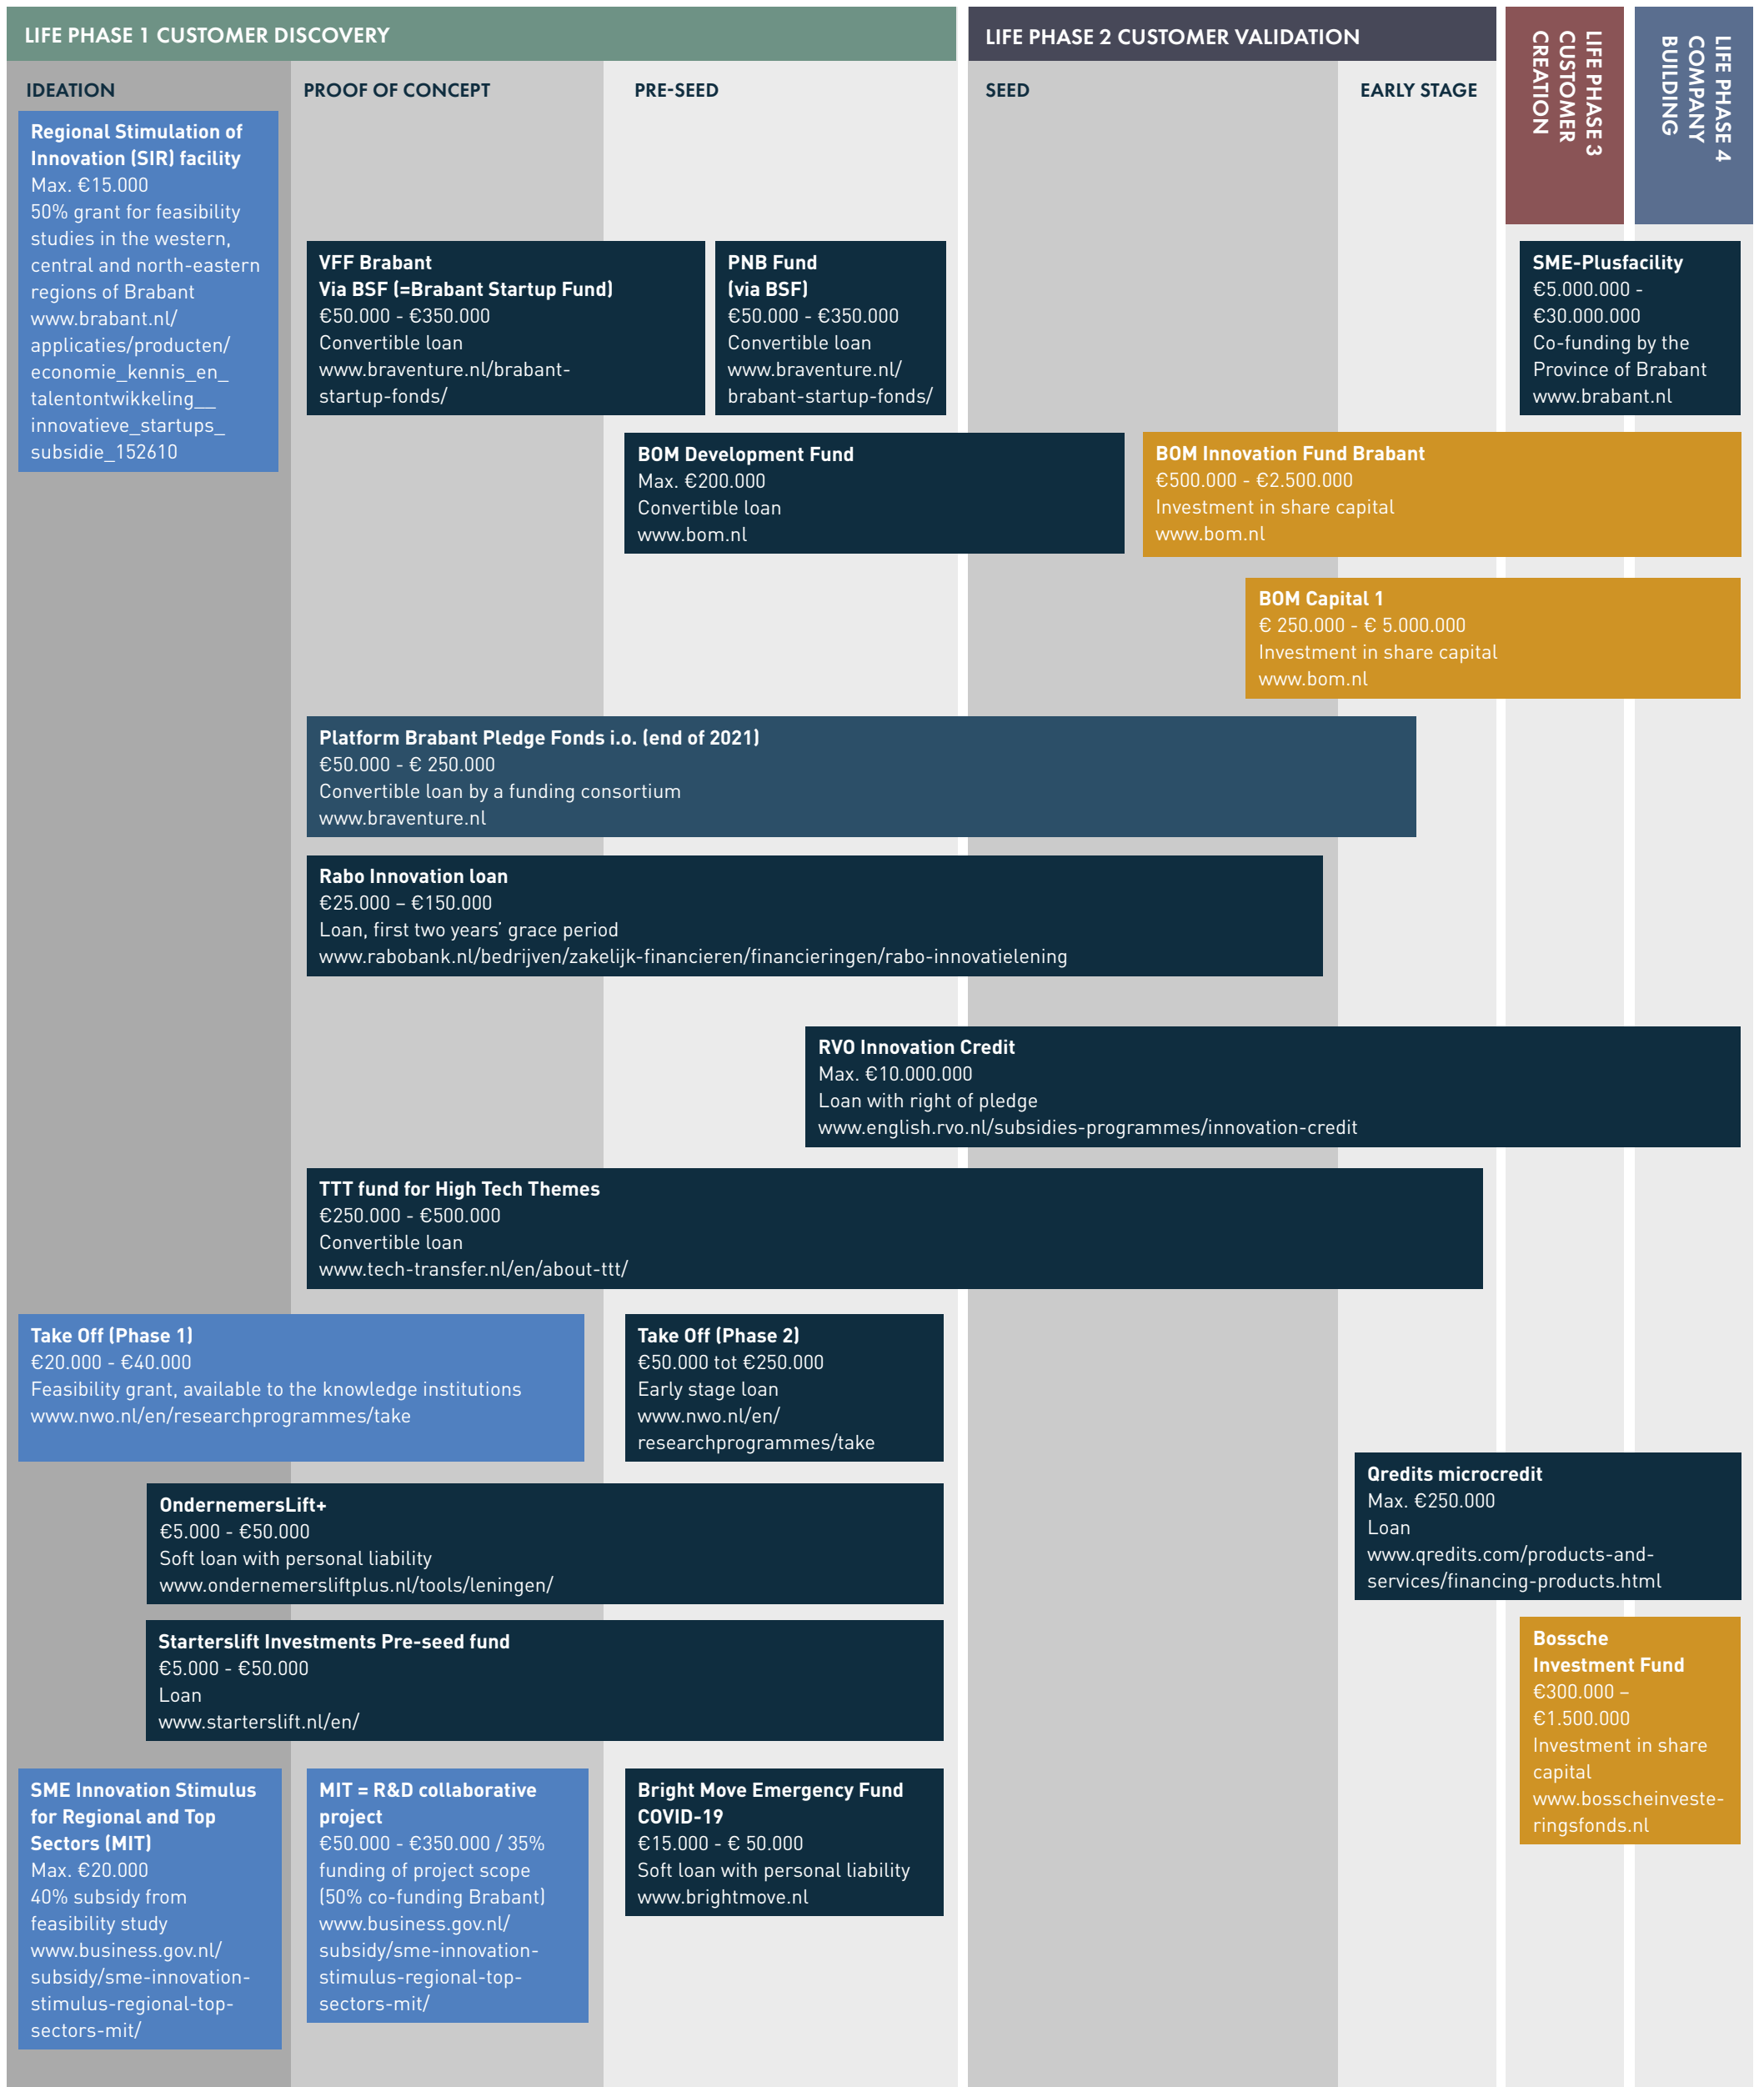 LIFE PHASE 1 CUSTOMER DISCOVERY
LIFE PHASE 2 CUSTOMER VALIDATION
LIFE PHASE 3
CUSTOMER
CREATION
LIFE PHASE 4
COMPANY
BUILDING
IDEATION
PROOF OF CONCEPT
PRE-SEED
SEED
EARLY STAGE
Regional Stimulation of
Innovation (SIR) facility
Max. €15.000
50% grant for feasibility
studies in the western,
central and north-eastern
regions of Brabant
www.brabant.nl/
applicaties/producten/
economie_kennis_en_
talentontwikkeling__
innovatieve_startups_
subsidie_152610
VFF Brabant
Via BSF (=Brabant Startup Fund)
€50.000 - €350.000
Convertible loan
www.braventure.nl/brabant-
startup-fonds/
PNB Fund
(via BSF)
€50.000 - €350.000
Convertible loan
www.braventure.nl/
brabant-startup-fonds/
SME-Plusfacility
€5.000.000 -
€30.000.000
Co-funding by the
Province of Brabant
www.brabant.nl
BOM Development Fund
Max. €200.000
Convertible loan
www.bom.nl
BOM Innovation Fund Brabant
€500.000 - €2.500.000
Investment in share capital
www.bom.nl
BOM Capital 1
€ 250.000 - € 5.000.000
Investment in share capital
www.bom.nl
Platform Brabant Pledge Fonds i.o. (end of 2021)
€50.000 - € 250.000
Convertible loan by a funding consortium
www.braventure.nl
Rabo Innovation loan
€25.000 – €150.000
Loan, first two years' grace period
www.rabobank.nl/bedrijven/zakelijk-financieren/financieringen/rabo-innovatielening
RVO Innovation Credit
Max. €10.000.000
Loan with right of pledge
www.english.rvo.nl/subsidies-programmes/innovation-credit
TTT fund for High Tech Themes
€250.000 - €500.000
Convertible loan
www.tech-transfer.nl/en/about-ttt/
Take Off (Phase 1)
€20.000 - €40.000
Feasibility grant, available to the knowledge institutions
www.nwo.nl/en/researchprogrammes/take
Take Off (Phase 2)
€50.000 tot €250.000
Early stage loan
www.nwo.nl/en/
researchprogrammes/take
Qredits microcredit
Max. €250.000
Loan
www.qredits.com/products-and-
services/financing-products.html
OndernemersLift+
€5.000 - €50.000
Soft loan with personal liability
www.ondernemersliftplus.nl/tools/leningen/
Starterslift Investments Pre-seed fund
€5.000 - €50.000
Loan
www.starterslift.nl/en/
Bossche
Investment Fund
€300.000 –
€1.500.000
Investment in share
capital
www.bosscheinveste-
ringsfonds.nl
SME Innovation Stimulus
for Regional and Top
Sectors (MIT)
Max. €20.000
40% subsidy from
feasibility study
www.business.gov.nl/
subsidy/sme-innovation-
stimulus-regional-top-
sectors-mit/
MIT = R&D collaborative
project
€50.000 - €350.000 / 35%
funding of project scope
(50% co-funding Brabant)
www.business.gov.nl/
subsidy/sme-innovation-
stimulus-regional-top-
sectors-mit/
Bright Move Emergency Fund
COVID-19
€15.000 - € 50.000
Soft loan with personal liability
www.brightmove.nl